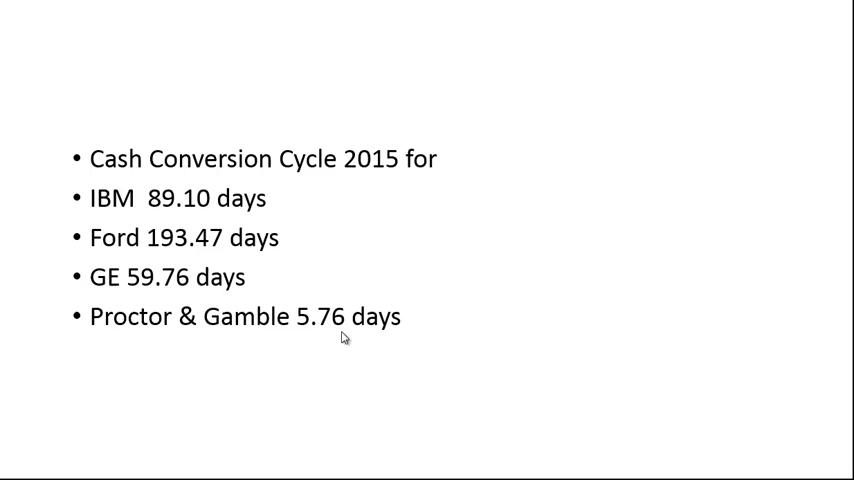 • Cash Conversion Cycle 2015 for
• IBM  89.10 days
• Ford 193.47 days
• GE 59.76 days
• Proctor & Gamble 5.76 days